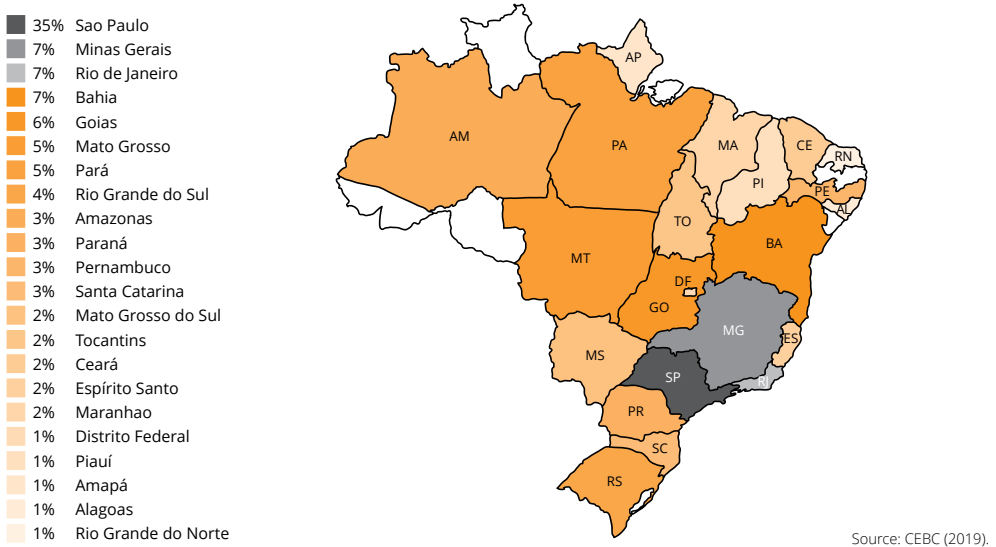 35% Sao Paulo
7% Minas Gerais
7% Rio de Janeiro
7% Bahia
6% Goias
5% Mato Grosso
5% Pará
4% Rio Grande do Sul
3% Amazonas
3% Paraná
3% Pernambuco
3% Santa Catarina
2% Mato Grosso do Sul
2% Tocantins
2% Ceará
2% Espírito Santo
2% Maranhao
1% Distrito Federal
1% Piauí
1% Amapá
1% Alagoas
1% Rio Grande do Norte
AP
AM
PA
MA
CE
RN
PI
PE
AL
TO
BA
MT
DF
GO
MG
ES
MS
SP
RJ
PR
SC
RS
Source: CEBC (2019).